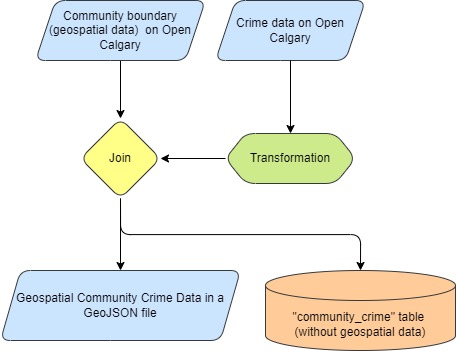 Community boundary
(geospatial data) on Open
Calgary
Crime data on Open
Calgary
Join
Transformation
Geospatial Community Crime Data in a
GeoJSON file
"community_crime" table
(without geospatial data)